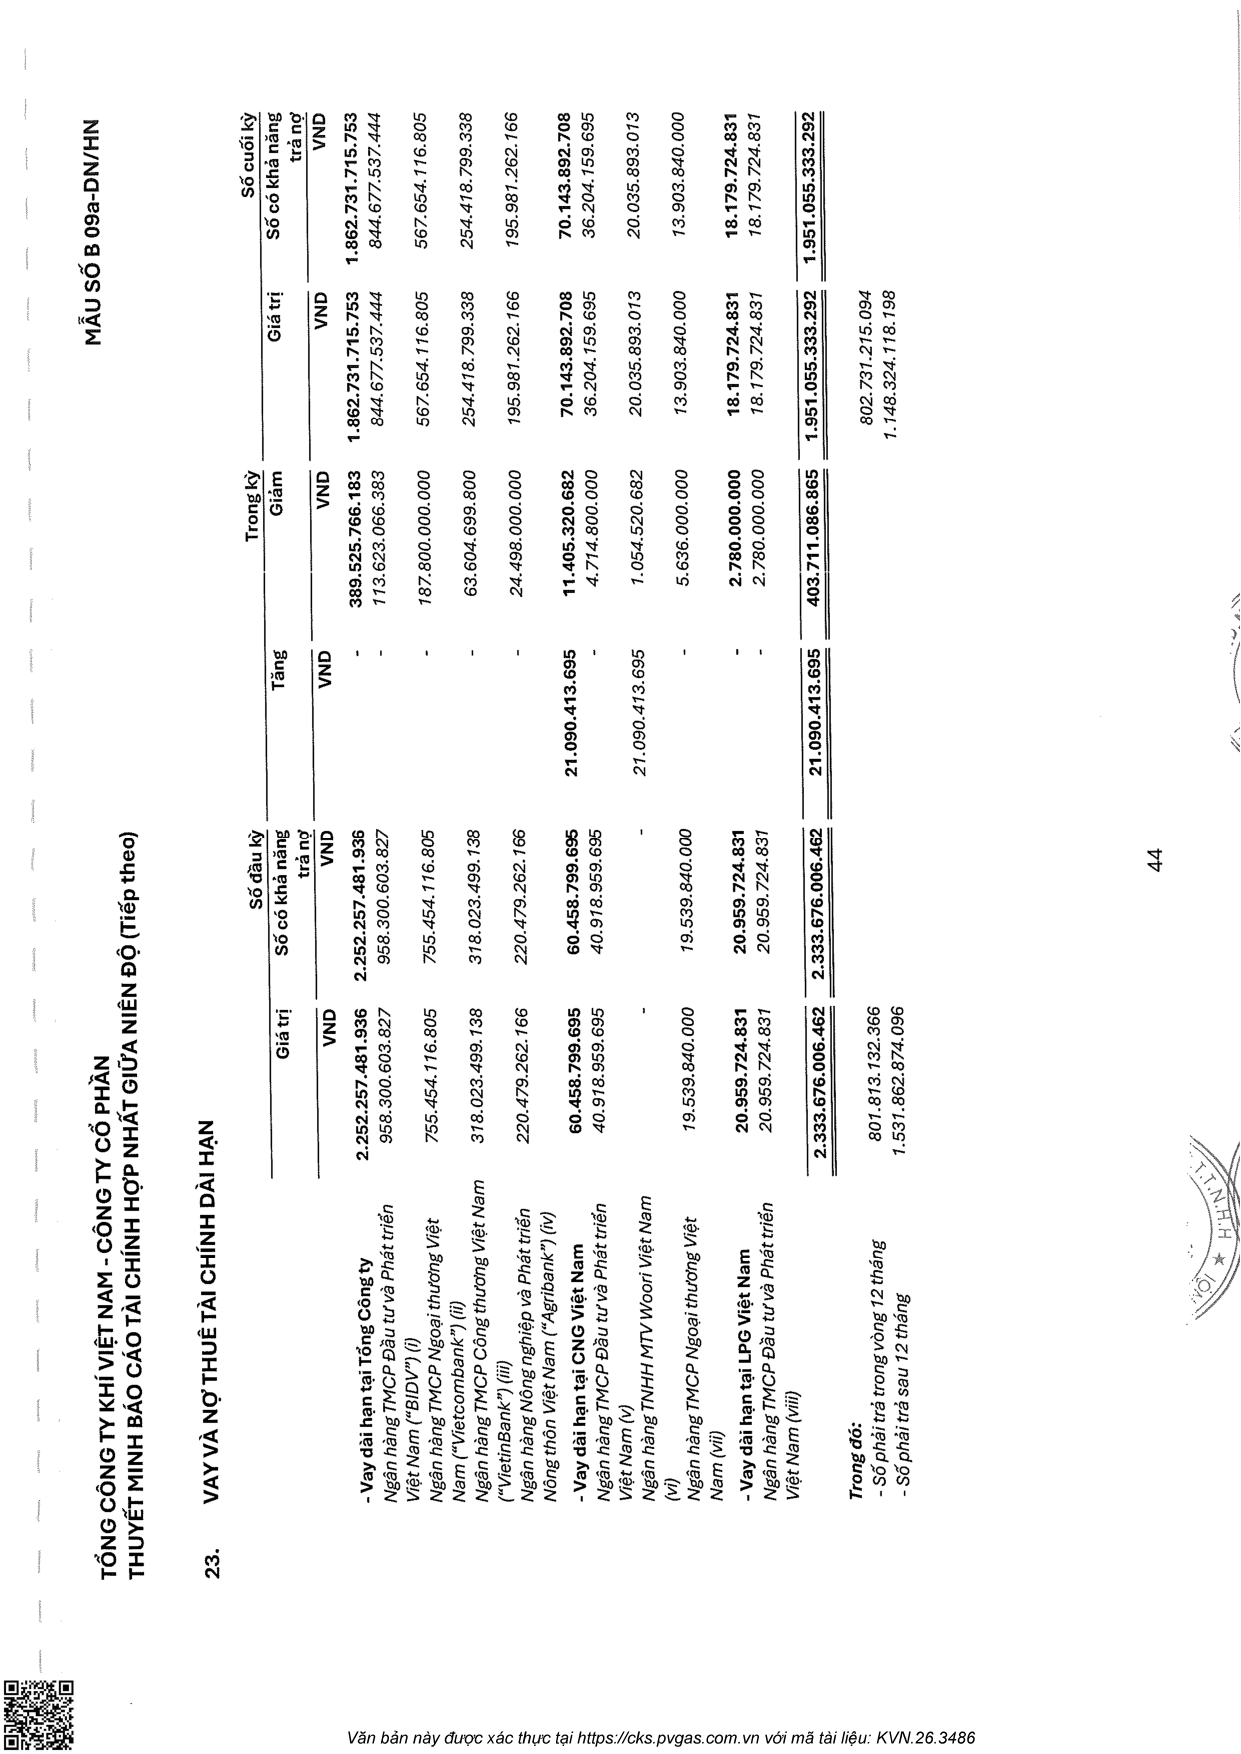 TỔNG CÔNG TY KHÍ VIỆT NAM - CÔNG TY CỔ PHẦN
THUYẾT MINH BÁO CÁO TÀI CHÍNH HỢP NHẤT GIỮA NIÊN ĐỘ (Tiếp theo)
MẪU SỐ B 09a-DN/HN
23. VAY VÀ NỢ THUÊ TÀI CHÍNH DÀI HẠN
Số đầu kỳ Trong kỳ Số cuối kỳ
Giá trị Số có khả năng Tăng Giảm Giá trị Số có khả năng
trả nợ trả nợ
VND VND VND VND VND VND
- Vay dài hạn tại Tổng Công ty 2.252.257.481.936 2.252.257.481.936 - 389.525.766.183 1.862.731.715.753 1.862.731.715.753
Ngân hàng TMCP Đầu tư và Phát triển 958.300.603.827 958.300.603.827 - 113.623.066.383 844.677.537.444 844.677.537.444
Việt Nam (“BIDV”) (i)
Ngân hàng TMCP Ngoại thương Việt 755.454.116.805 755.454.116.805 - 187.800.000.000 567.654.116.805 567.654.116.805
Nam (“Vietcombank”) (ii)
Ngân hàng TMCP Công thương Việt Nam 318.023.499.138 318.023.499.138 - 63.604.699.800 254.418.799.338 254.418.799.338
(“VietinBank”) (iii)
Ngân hàng Nông nghiệp và Phát triển 220.479.262.166 220.479.262.166 - 24.498.000.000 195.981.262.166 195.981.262.166
Nông thôn Việt Nam (“Agribank”) (iv)
- Vay dài hạn tại CNG Việt Nam 60.458.799.695 60.458.799.695 21.090.413.695 11.405.320.682 70.143.892.708 70.143.892.708
Ngân hàng TMCP Đầu tư và Phát triển 40.918.959.695 40.918.959.695 - 4.714.800.000 36.204.159.695 36.204.159.695
Việt Nam (v)
Ngân hàng TNHH MTV Woori Việt Nam - - 21.090.413.695 1.054.520.682 20.035.893.013 20.035.893.013
(vi)
Ngân hàng TMCP Ngoại thương Việt 19.539.840.000 19.539.840.000 - 5.636.000.000 13.903.840.000 13.903.840.000
Nam (vii)
- Vay dài hạn tại LPG Việt Nam 20.959.724.831 20.959.724.831 - 2.780.000.000 18.179.724.831 18.179.724.831
Ngân hàng TMCP Đầu tư và Phát triển 20.959.724.831 20.959.724.831 - 2.780.000.000 18.179.724.831 18.179.724.831
Việt Nam (viii)
2.333.676.006.462 2.333.676.006.462 21.090.413.695 403.711.086.865 1.951.055.333.292 1.951.055.333.292
Trong đó:
- Số phải trả trong vòng 12 tháng 801.813.132.366 802.731.215.094
- Số phải trả sau 12 tháng 1.531.862.874.096 1.148.324.118.198
44
T.T.N.H.H
Văn bản này được xác thực tại https://cks.pvgas.com.vn với mã tài liệu: KVN.26.3486